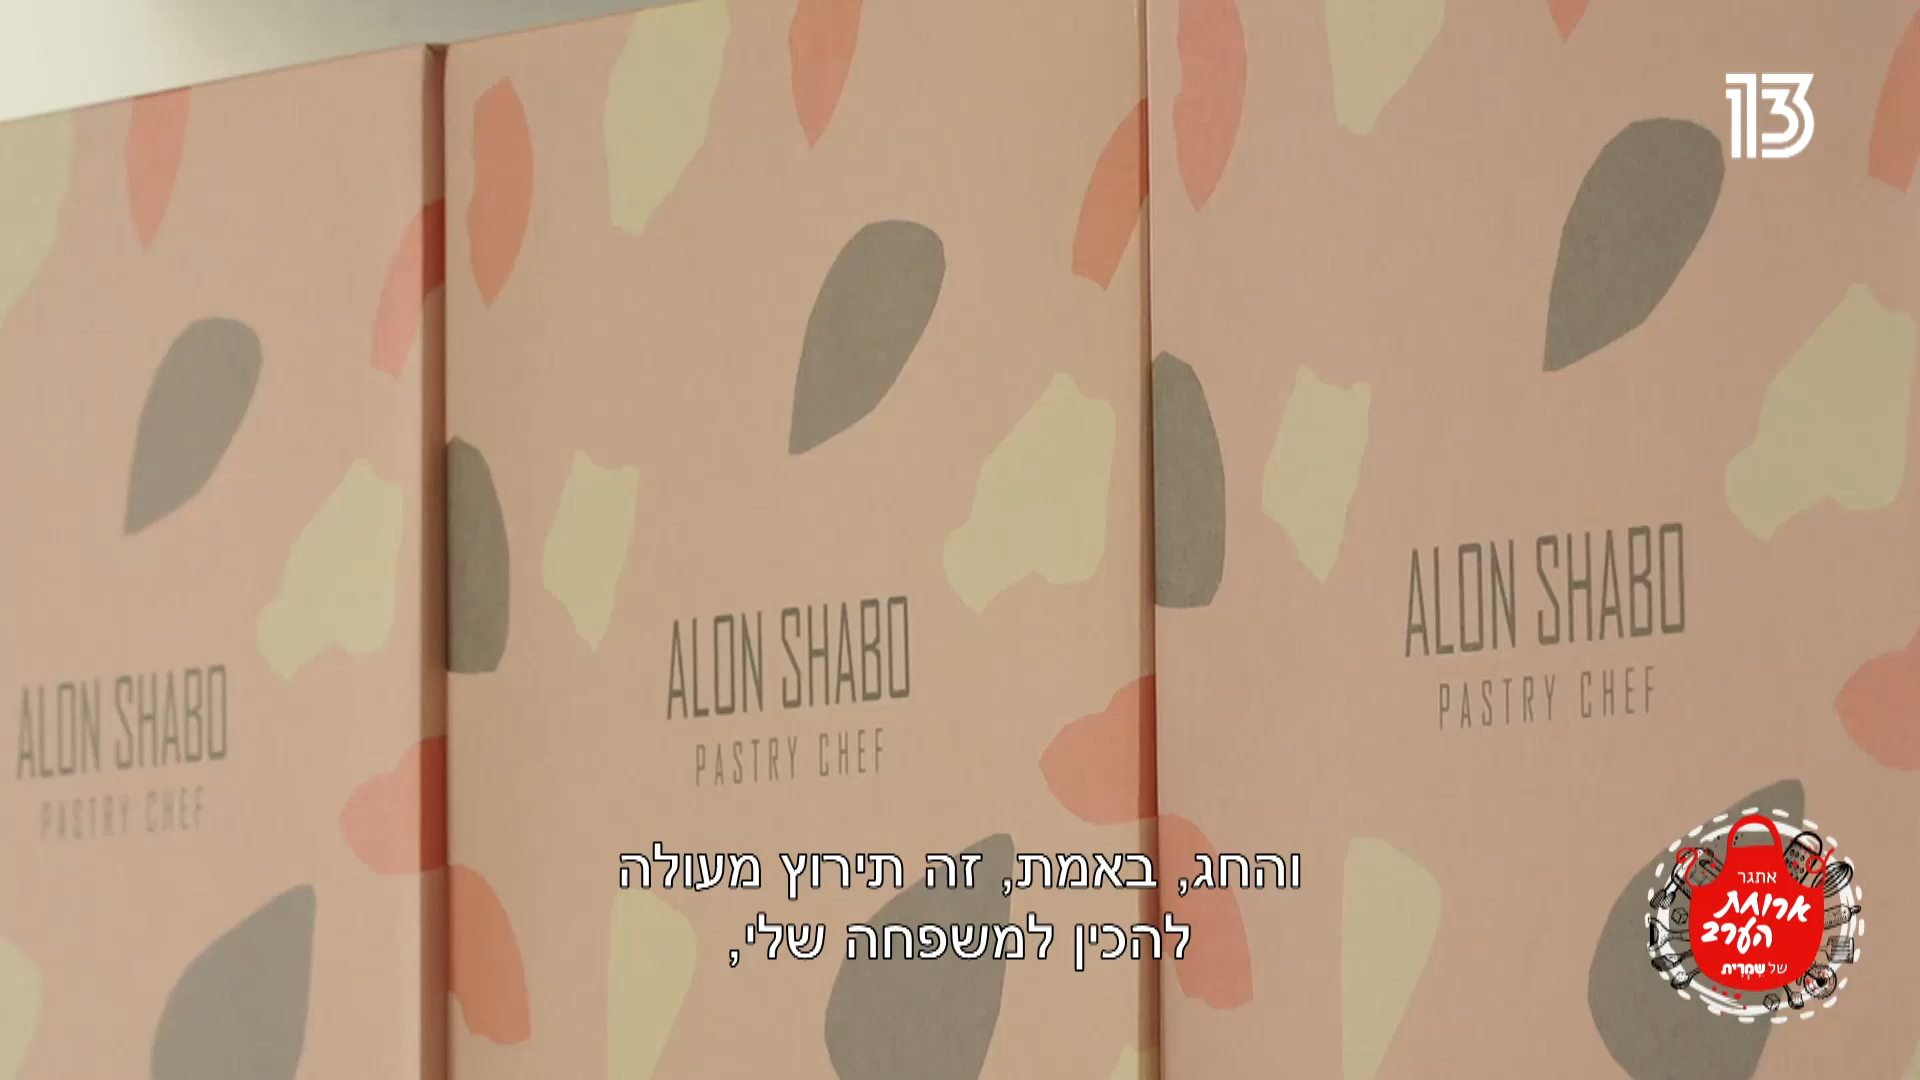 13
ALON SHABO
PASTRY CHEF
ALON SHABO
PASTRY CHEF
ALON SHABO
PASTRY CHEF
והחג, באמת, זה תירוץ מעולה
להכין למשפחה שלי,
אתגר
ארוחת
הערב
של שִׁמְרִית